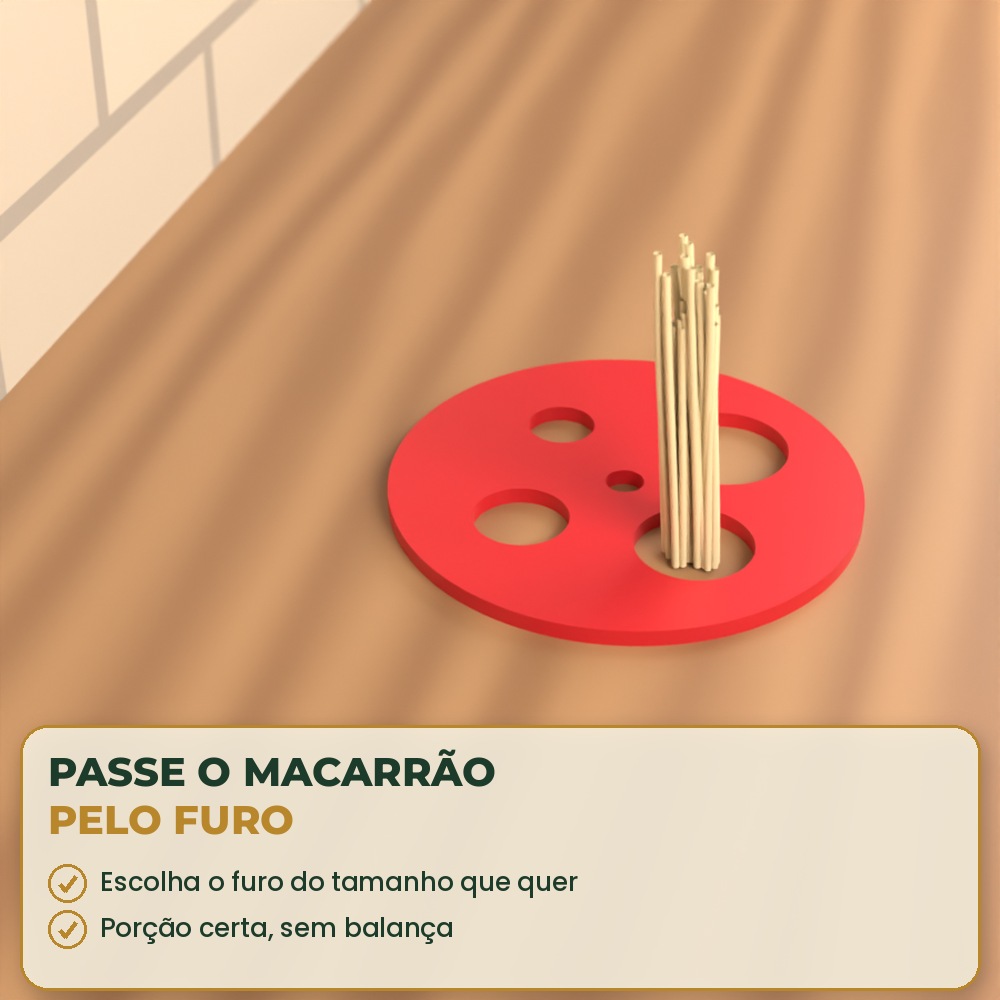 PASSE O MACARRÃO
PELO FURO
Escolha o furo do tamanho que quer
Porção certa, sem balança